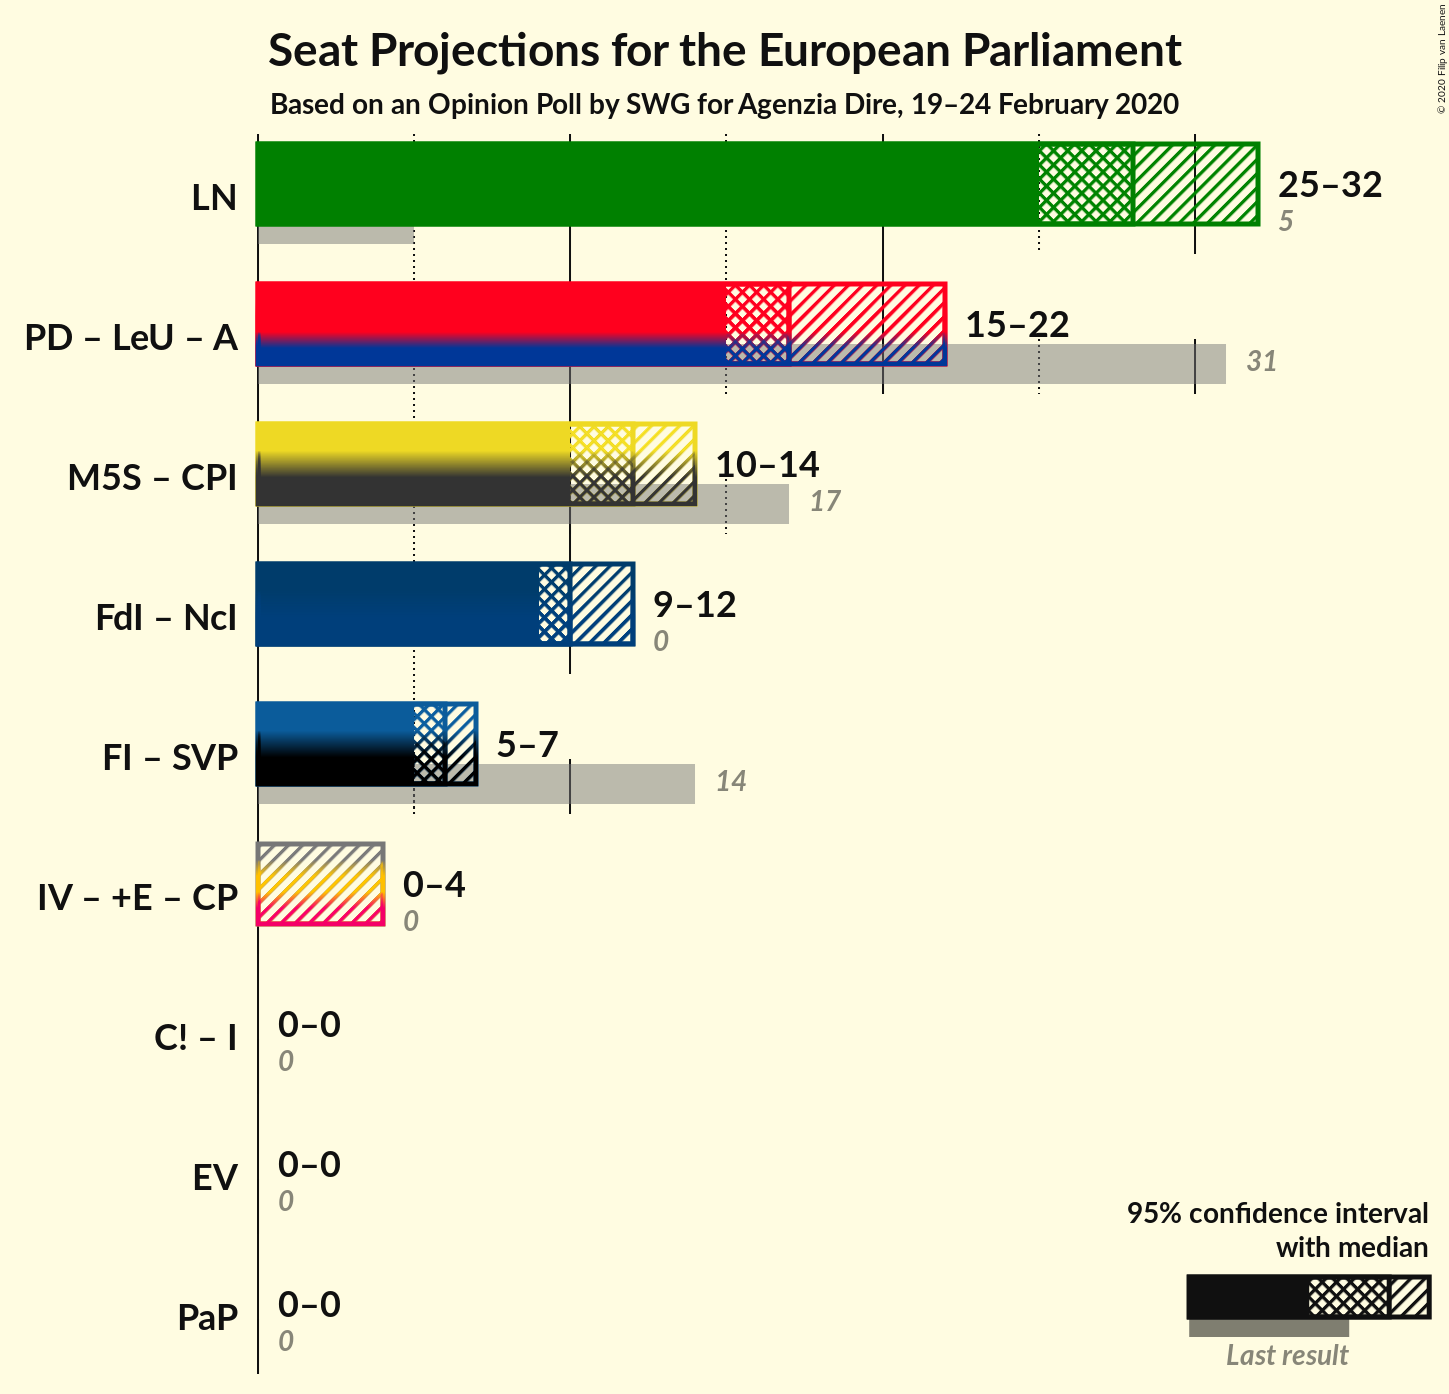 Seat Projections for the European Parliament
Based on an Opinion Poll by SWG for Agenzia Dire, 19–24 February 2020
© 2020 Filip van Laenen
LN
25–32
5
PD – LeU – A
15–22
31
M5S – CPI
10–14
17
FdI – NcI
9–12
0
FI – SVP
5–7
14
IV – +E – CP
0–4
0
C! – I
0–0
0
EV
0–0
0
PaP
0–0
0
95% confidence interval
with median
Last result